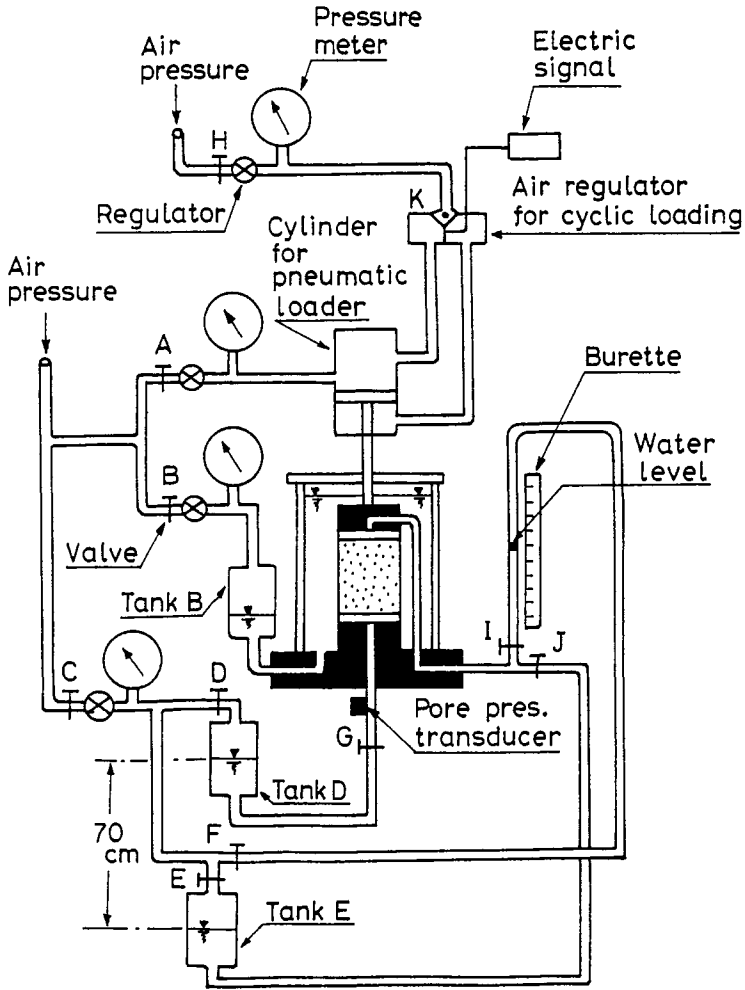 Pressure
meter
Air
pressure
Electric
signal
H
K
Regulator
Air regulator
for cyclic loading
Cylinder
for
pneumatic
loader
Air
pressure
A
Burette
Water
level
B
Valve
Tank B
I
J
C
D
Pore pres.
transducer
G
Tank D
70
cm
F
E
Tank E